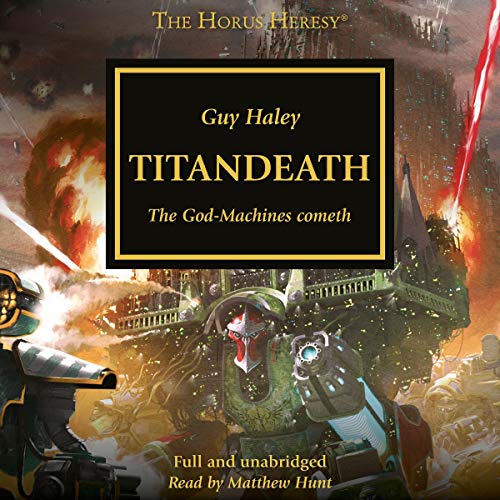 THE HORUS HERESY®
Guy Haley
TITANDEATH
The God-Machines cometh
Full and unabridged
Read by Matthew Hunt